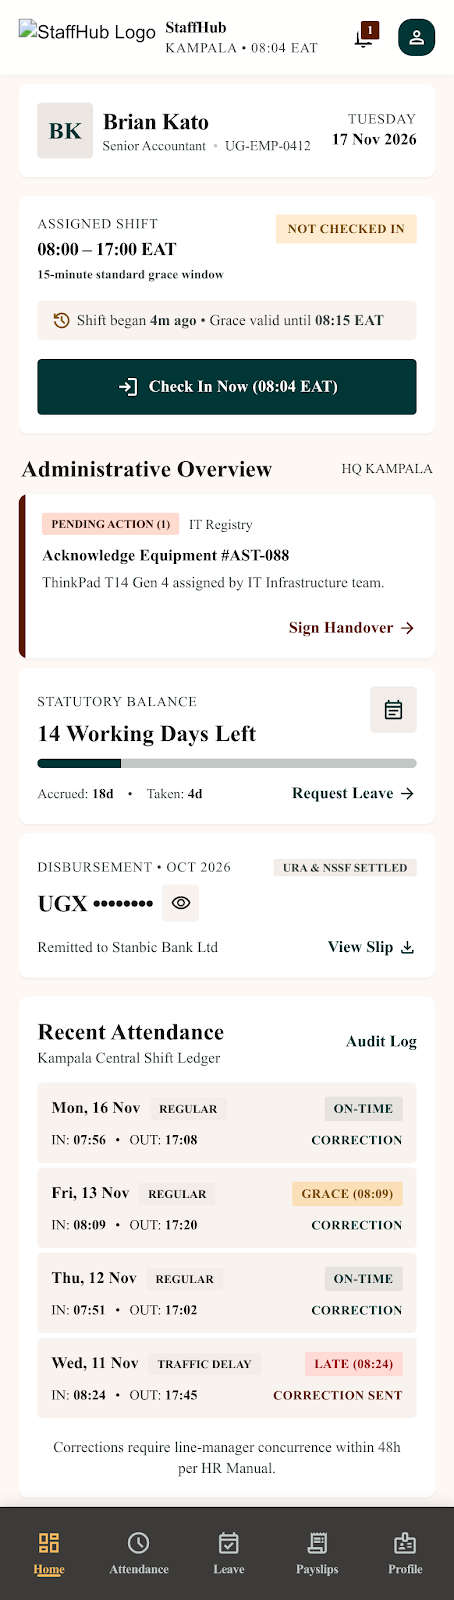 StaffHub Logo
StaffHub
KAMPALA • 08:04 EAT
1
BK
Brian Kato
Senior Accountant • UG-EMP-0412
TUESDAY
17 Nov 2026
ASSIGNED SHIFT
08:00 – 17:00 EAT
15-minute standard grace window
NOT CHECKED IN
Shift began 4m ago • Grace valid until 08:15 EAT
Check In Now (08:04 EAT)
Administrative Overview
HQ KAMPALA
PENDING ACTION (1)
IT Registry
Acknowledge Equipment #AST-088
ThinkPad T14 Gen 4 assigned by IT Infrastructure team.
Sign Handover
STATUTORY BALANCE
14 Working Days Left
Accrued: 18d • Taken: 4d
Request Leave
DISBURSEMENT • OCT 2026
URA & NSSF SETTLED
UGX ••••••••
Remitted to Stanbic Bank Ltd
View Slip
Recent Attendance
Kampala Central Shift Ledger
Audit Log
Mon, 16 Nov
REGULAR
ON-TIME
IN: 07:56 • OUT: 17:08
CORRECTION
Fri, 13 Nov
REGULAR
GRACE (08:09)
IN: 08:09 • OUT: 17:20
CORRECTION
Thu, 12 Nov
REGULAR
ON-TIME
IN: 07:51 • OUT: 17:02
CORRECTION
Wed, 11 Nov
TRAFFIC DELAY
LATE (08:24)
IN: 08:24 • OUT: 17:45
CORRECTION SENT
Corrections require line-manager concurrence within 48h
per HR Manual.
Home
Attendance
Leave
Payslips
Profile